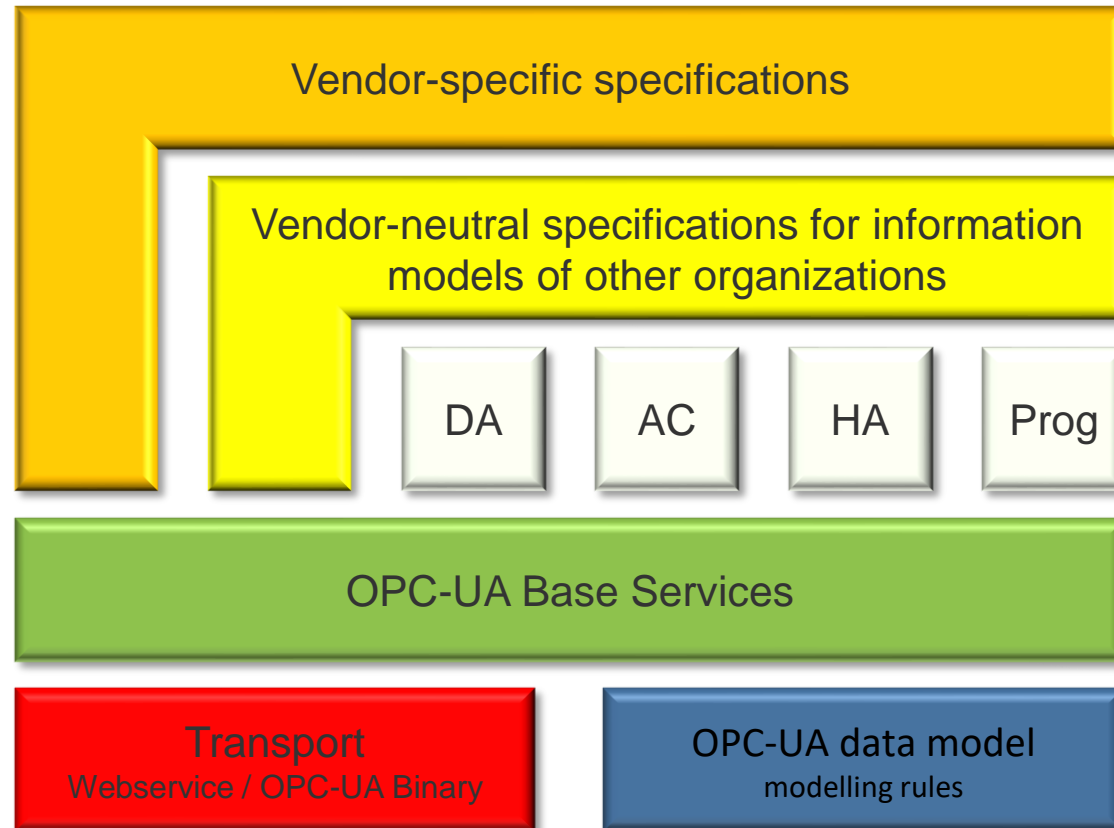 Vendor-specific specifications
Vendor-neutral specifications for information
models of other organizations
DA
AC
HA
Prog
OPC-UA Base Services
Transport
Webservice / OPC-UA Binary
OPC-UA data model
modelling rules